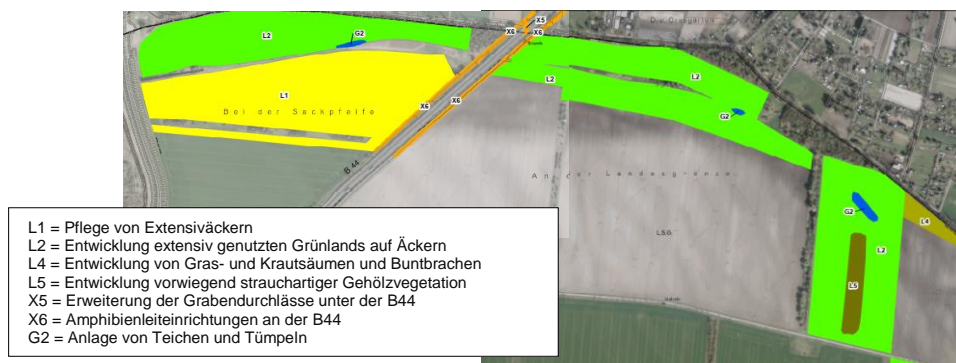 L2
G2
X5
X6
X6
Die Orsgärten
L2
L2
L1
Bei der Sackpfeife
X6
X6
G2
B 44
An der Landesgrenze
G2
L4
L.S.G.
L2
L5
L1 = Pflege von Extensiväckern
L2 = Entwicklung extensiv genutzten Grünlands auf Äckern
L4 = Entwicklung von Gras- und Krautsäumen und Buntbrachen
L5 = Entwicklung vorwiegend strauchartiger Gehölzvegetation
X5 = Erweiterung der Grabendurchlässe unter der B44
X6 = Amphibienleiteinrichtungen an der B44
G2 = Anlage von Teichen und Tümpeln